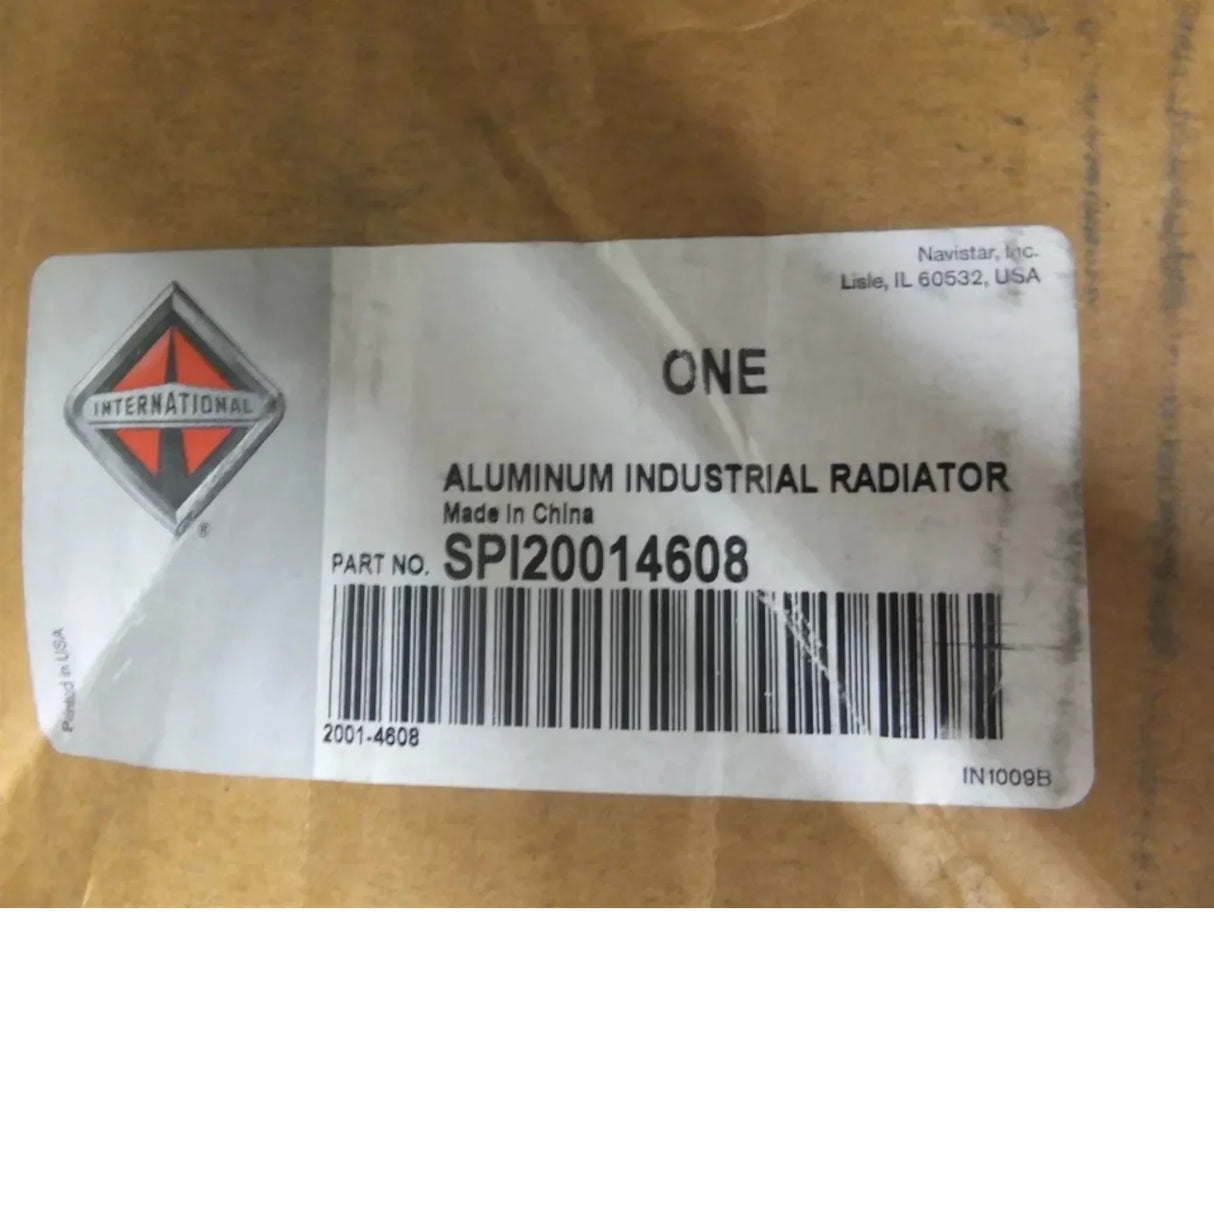 Navistar, Inc.
Lisle, IL 60532, USA
INTERNATIONAL
®
ONE
ALUMINUM INDUSTRIAL RADIATOR
Made In China
PART NO. SPI20014608
2001-4608
Printed in USA
IN1009B